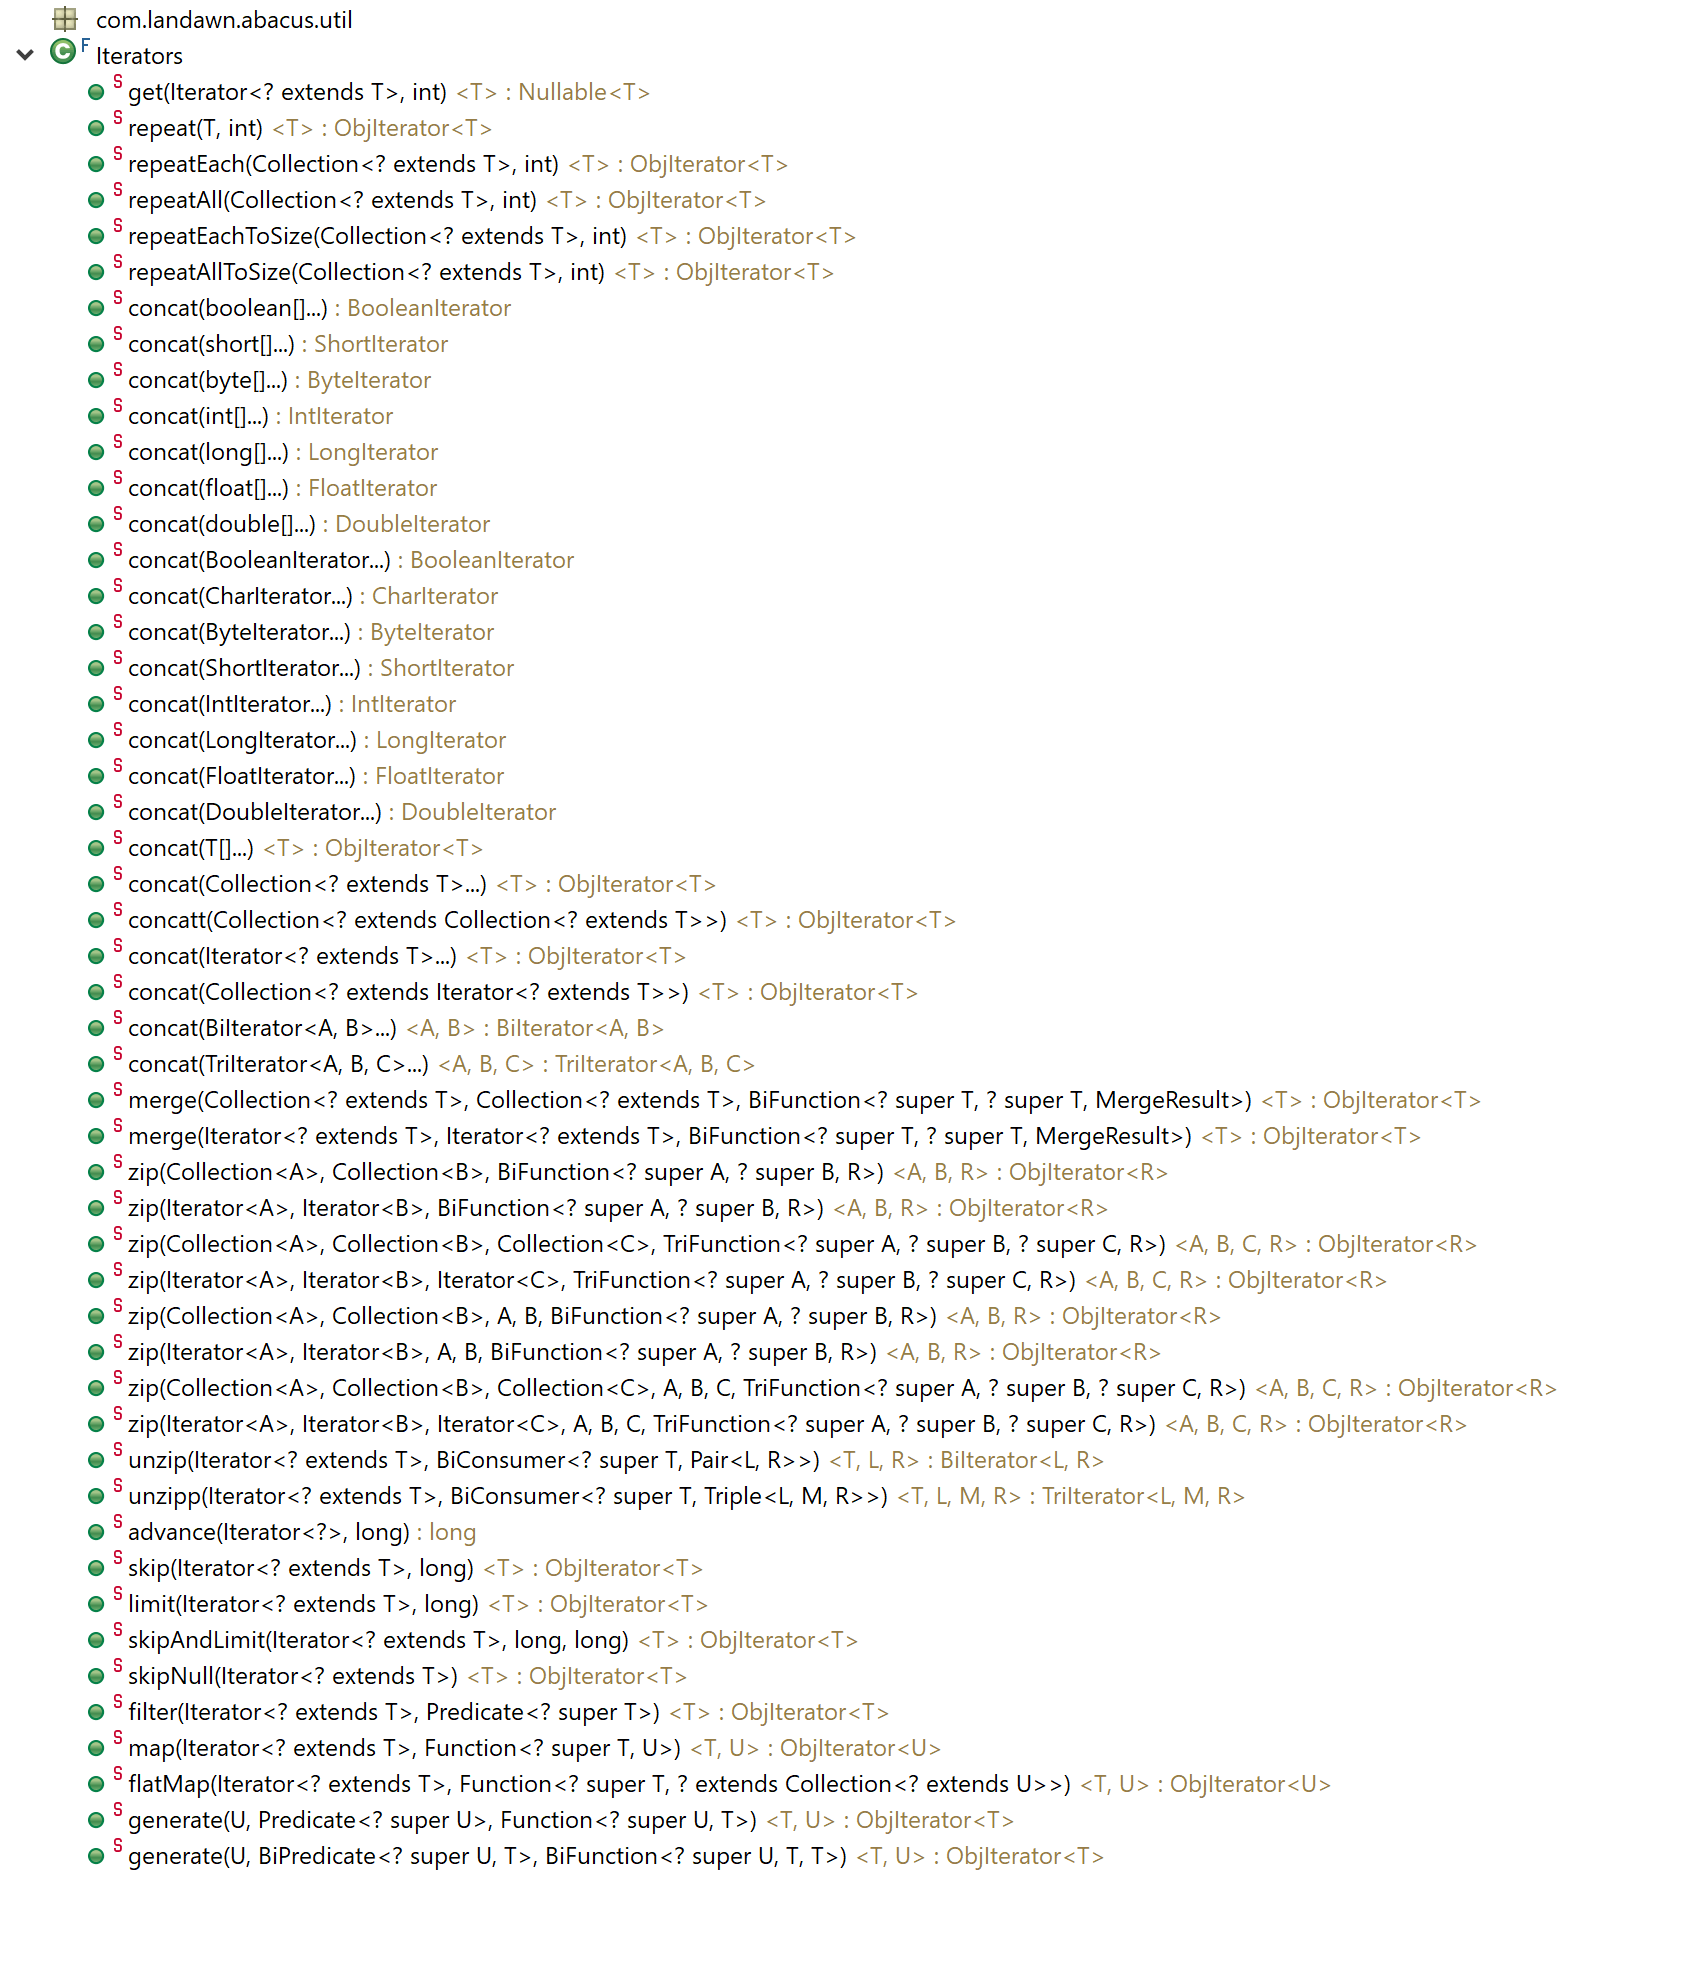 com.landawn.abacus.util
C F Iterators
S get(Iterator<? extends T>, int) <T> : Nullable<T>
S repeat(T, int) <T> : ObjIterator<T>
S repeatEach(Collection<? extends T>, int) <T> : ObjIterator<T>
S repeatAll(Collection<? extends T>, int) <T> : ObjIterator<T>
S repeatEachToSize(Collection<? extends T>, int) <T> : ObjIterator<T>
S repeatAllToSize(Collection<? extends T>, int) <T> : ObjIterator<T>
S concat(boolean[]...) : BooleanIterator
S concat(short[]...) : ShortIterator
S concat(byte[]...) : ByteIterator
S concat(int[]...) : IntIterator
S concat(long[]...) : LongIterator
S concat(float[]...) : FloatIterator
S concat(double[]...) : DoubleIterator
S concat(BooleanIterator...) : BooleanIterator
S concat(CharIterator...) : CharIterator
S concat(ByteIterator...) : ByteIterator
S concat(ShortIterator...) : ShortIterator
S concat(IntIterator...) : IntIterator
S concat(LongIterator...) : LongIterator
S concat(FloatIterator...) : FloatIterator
S concat(DoubleIterator...) : DoubleIterator
S concat(T[]...) <T> : ObjIterator<T>
S concat(Collection<? extends T>...) <T> : ObjIterator<T>
S concatt(Collection<? extends Collection<? extends T>>) <T> : ObjIterator<T>
S concat(Iterator<? extends T>...) <T> : ObjIterator<T>
S concat(Collection<? extends Iterator<? extends T>>) <T> : ObjIterator<T>
S concat(BiIterator<A, B>...) <A, B> : BiIterator<A, B>
S concat(TriIterator<A, B, C>...) <A, B, C> : TriIterator<A, B, C>
S merge(Collection<? extends T>, Collection<? extends T>, BiFunction<? super T, ? super T, MergeResult>) <T> : ObjIterator<T>
S merge(Iterator<? extends T>, Iterator<? extends T>, BiFunction<? super T, ? super T, MergeResult>) <T> : ObjIterator<T>
S zip(Collection<A>, Collection<B>, BiFunction<? super A, ? super B, R>) <A, B, R> : ObjIterator<R>
S zip(Iterator<A>, Iterator<B>, BiFunction<? super A, ? super B, R>) <A, B, R> : ObjIterator<R>
S zip(Collection<A>, Collection<B>, Collection<C>, TriFunction<? super A, ? super B, ? super C, R>) <A, B, C, R> : ObjIterator<R>
S zip(Iterator<A>, Iterator<B>, Iterator<C>, TriFunction<? super A, ? super B, ? super C, R>) <A, B, C, R> : ObjIterator<R>
S zip(Collection<A>, Collection<B>, A, B, BiFunction<? super A, ? super B, R>) <A, B, R> : ObjIterator<R>
S zip(Iterator<A>, Iterator<B>, A, B, BiFunction<? super A, ? super B, R>) <A, B, R> : ObjIterator<R>
S zip(Collection<A>, Collection<B>, Collection<C>, A, B, C, TriFunction<? super A, ? super B, ? super C, R>) <A, B, C, R> : ObjIterator<R>
S zip(Iterator<A>, Iterator<B>, Iterator<C>, A, B, C, TriFunction<? super A, ? super B, ? super C, R>) <A, B, C, R> : ObjIterator<R>
S unzip(Iterator<? extends T>, BiConsumer<? super T, Pair<L, R>>) <T, L, R> : BiIterator<L, R>
S unzipp(Iterator<? extends T>, BiConsumer<? super T, Triple<L, M, R>>) <T, L, M, R> : TriIterator<L, M, R>
S advance(Iterator<?>, long) : long
S skip(Iterator<? extends T>, long) <T> : ObjIterator<T>
S limit(Iterator<? extends T>, long) <T> : ObjIterator<T>
S skipAndLimit(Iterator<? extends T>, long, long) <T> : ObjIterator<T>
S skipNull(Iterator<? extends T>) <T> : ObjIterator<T>
S filter(Iterator<? extends T>, Predicate<? super T>) <T> : ObjIterator<T>
S map(Iterator<? extends T>, Function<? super T, U>) <T, U> : ObjIterator<U>
S flatMap(Iterator<? extends T>, Function<? super T, ? extends Collection<? extends U>>) <T, U> : ObjIterator<U>
S generate(U, Predicate<? super U>, Function<? super U, T>) <T, U> : ObjIterator<T>
S generate(U, BiPredicate<? super U, T>, BiFunction<? super U, T, T>) <T, U> : ObjIterator<T>